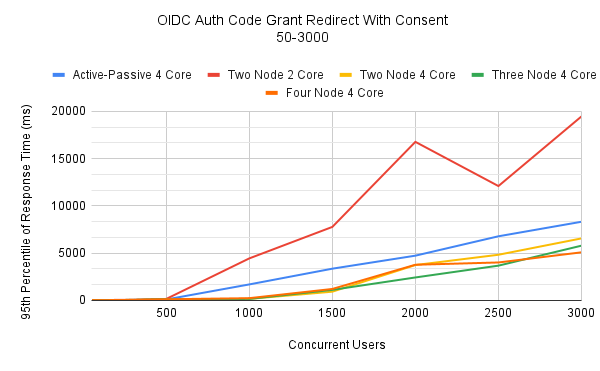 OIDC Auth Code Grant Redirect With Consent
50-3000
Active-Passive 4 Core
Two Node 2 Core
Two Node 4 Core
Three Node 4 Core
Four Node 4 Core
95th Percentile of Response Time (ms)
20000
15000
10000
5000
0
500
1000
1500
2000
2500
3000
Concurrent Users